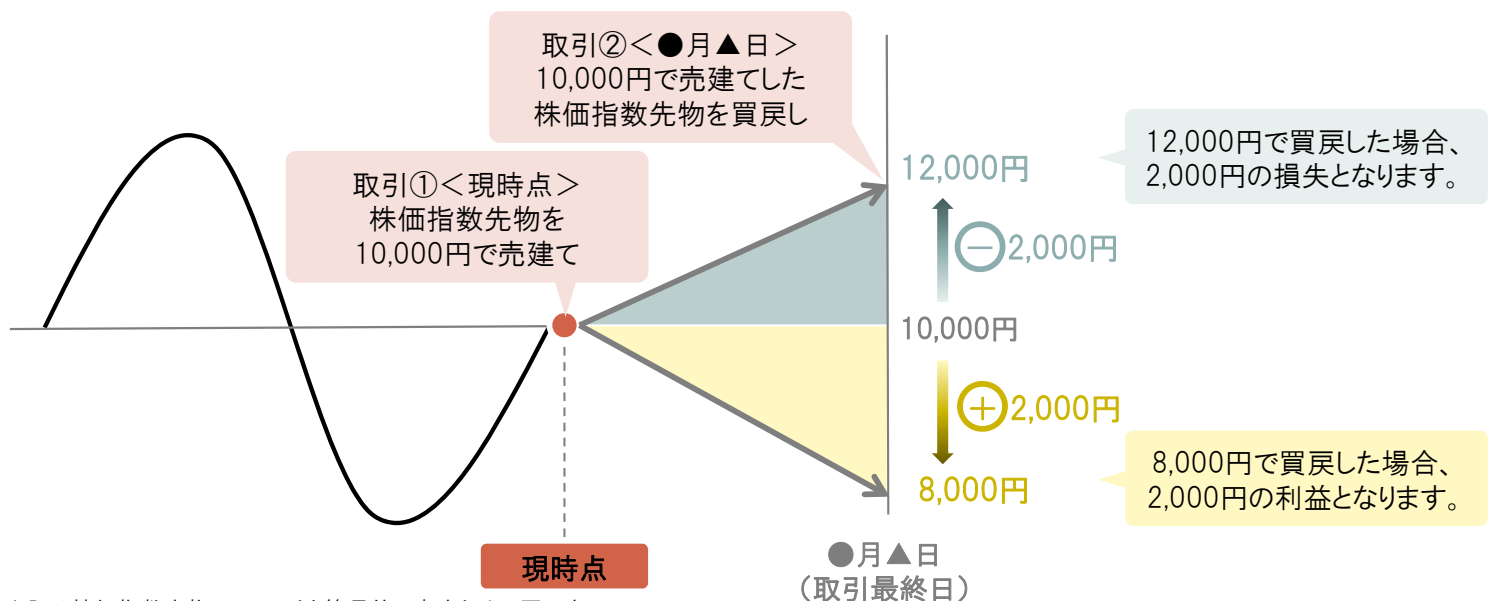 取引②<●月▲日>
10,000円で売建てした
株価指数先物を買戻し
取引①<現時点>
株価指数先物を
10,000円で売建て
12,000円
12,000円で買戻した場合、
2,000円の損失となります。
－2,000円
10,000円
＋2,000円
8,000円
8,000円で買戻した場合、
2,000円の利益となります。
現時点
●月▲日
(取引最終日)